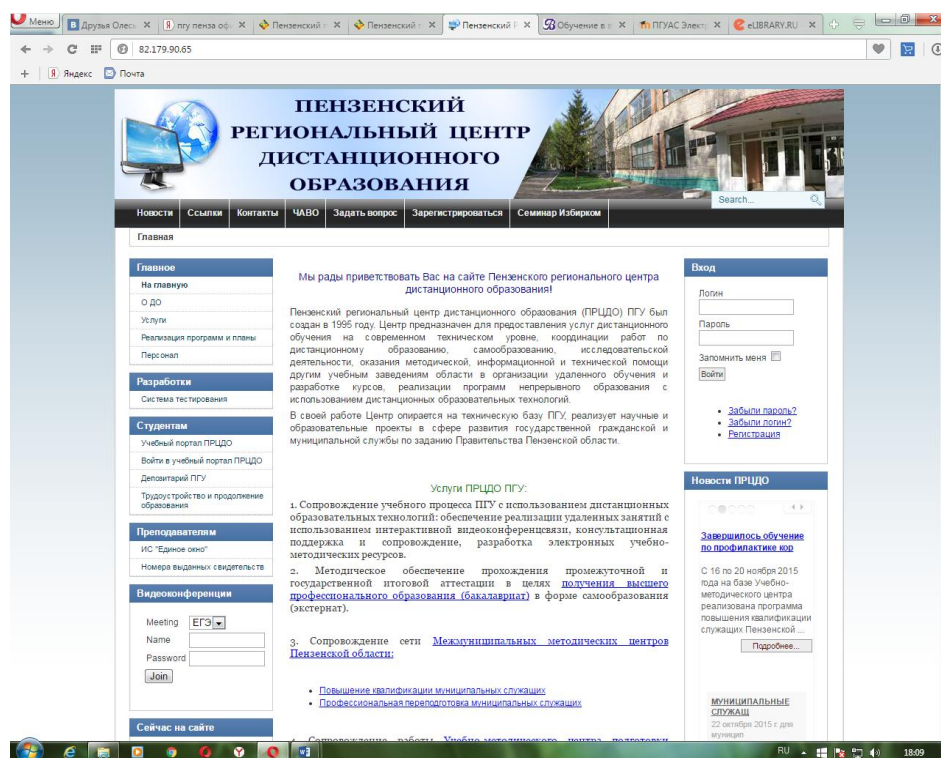 Меню
Друзья Олесь
пгу пенза оф
Пензенский г
Пензенский г
Пензенский Р
Обучение в в
ПГУАС Элект
eLIBRARY.RU
82.179.90.65
Яндекс
Почта
ПЕНЗЕНСКИЙ
РЕГИОНАЛЬНЫЙ ЦЕНТР
ДИСТАНЦИОННОГО
ОБРАЗОВАНИЯ
Search...
Новости Ссылки Контакты ЧАВО Задать вопрос Зарегистрироваться Семинар Избирком
Главная
Главное
На главную
О ДО
Услуги
Реализация программ и планы
Персонал
Разработки
Система тестирования
Студентам
Учебный портал ПРЦДО
Войти в учебный портал ПРЦДО
Депозитарий ПГУ
Трудоустройство и продолжение
образования
Преподавателям
ИС "Единое окно"
Номера выданных свидетельств
Видеоконференции
Meeting ЕГЭ
Name
Password
Join
Сейчас на сайте
Мы рады приветствовать Вас на сайте Пензенского регионального центра
дистанционного образования!
Пензенский региональный центр дистанционного образования (ПРЦДО) ПГУ был
создан в 1995 году. Центр предназначен для предоставления услуг дистанционного
обучения на современном техническом уровне, координации работ по
дистанционному образованию, самообразованию, исследовательской
деятельности, оказания методической, информационной и технической помощи
другим учебным заведениям области в организации удаленного обучения и
разработке курсов, реализации программ непрерывного образования с
использованием дистанционных образовательных технологий.
В своей работе Центр опирается на техническую базу ПГУ, реализует научные и
образовательные проекты в сфере развития государственной гражданской и
муниципальной службы по заданию Правительства Пензенской области.
Услуги ПРЦДО ПГУ:
1. Сопровождение учебного процесса ПГУ с использованием дистанционных
образовательных технологий: обеспечение реализации удаленных занятий с
использованием интерактивной видеоконференцсвязи, консультационная
поддержка и сопровождение, разработка электронных учебно-
методических ресурсов.
2. Методическое обеспечение прохождения промежуточной и
государственной итоговой аттестации в целях получения высшего
профессионального образования (бакалавриат) в форме самообразования
(экстернат).
3. Сопровождение сети Межмуниципальных методических центров
Пензенской области:
Повышение квалификации муниципальных служащих
Профессиональная переподготовка муниципальных служащих
4. Сопровождение работы Учебно-методического центра подготовки
Вход
Логин
Пароль
Запомнить меня
Войти
Забыли пароль?
Забыли логин?
Регистрация
Новости ПРЦДО
Завершилось обучение
по профилактике кор
С 16 по 20 ноября 2015
года на базе Учебно-
методического центра
реализована программа
повышения квалификации
служащих Пензенской ...
Подробнее...
МУНИЦИПАЛЬНЫЕ
СЛУЖАЩ
22 октября 2015 г. для
муницип
RU
18:09